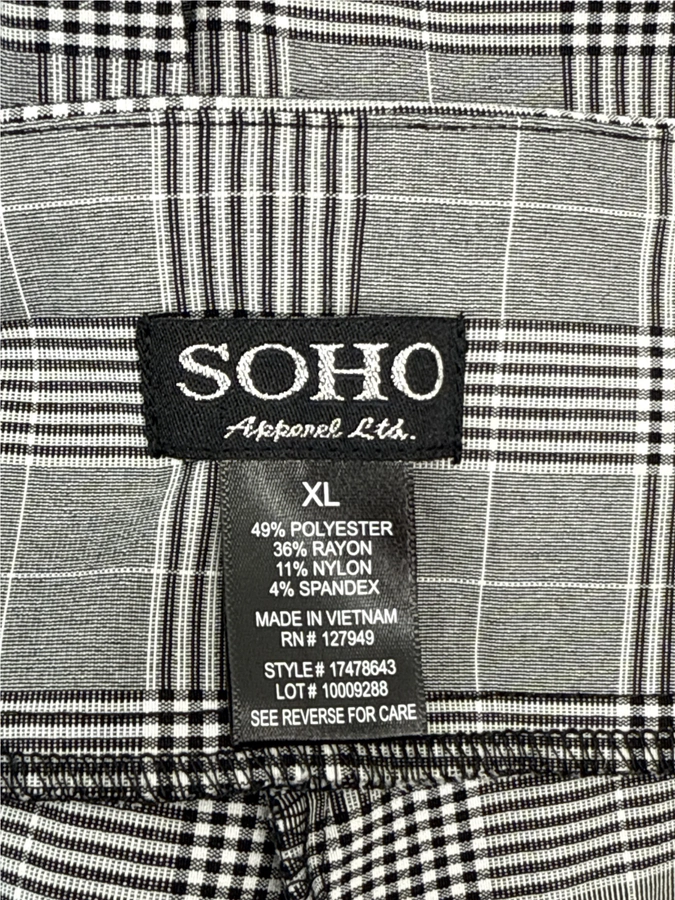 SOHO
Apparel Ltd.
XL
49% POLYESTER
36% RAYON
11% NYLON
4% SPANDEX
MADE IN VIETNAM
RN# 127949
STYLE# 17478643
LOT# 10009288
SEE REVERSE FOR CARE